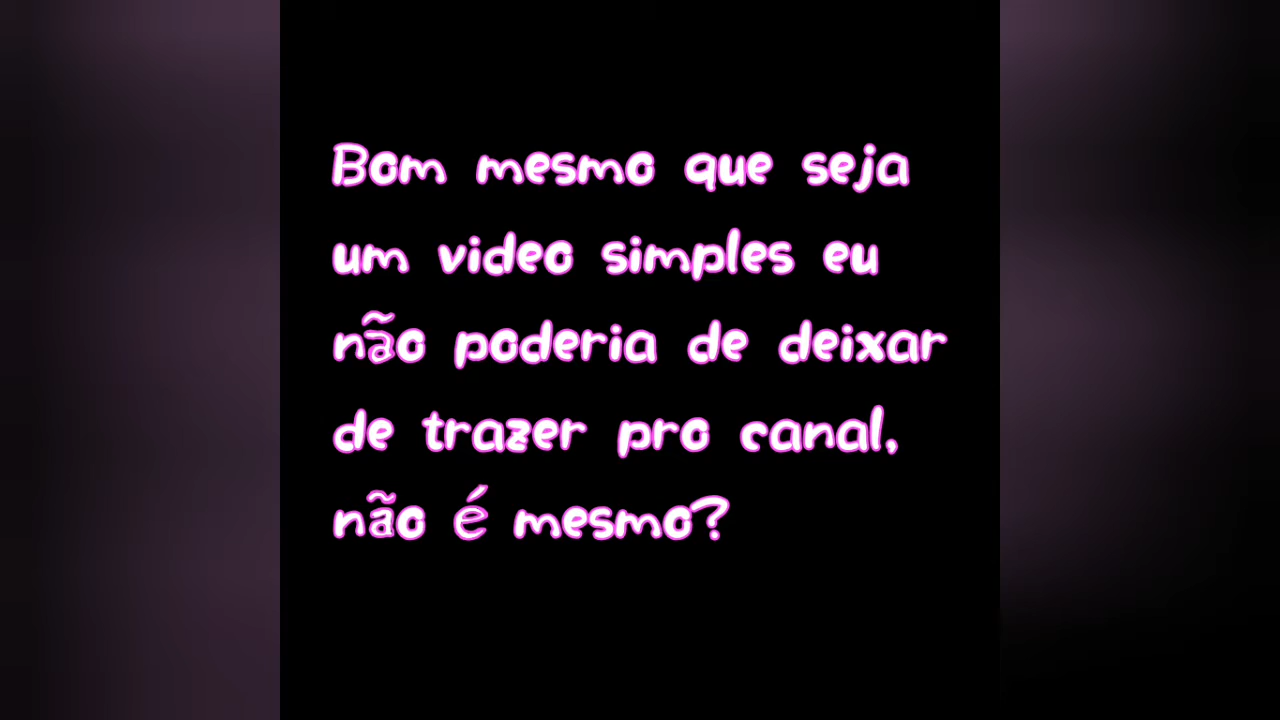 Bom mesmo que seja
um video simples eu
não poderia de deixar
de trazer pro canal,
não é mesmo?